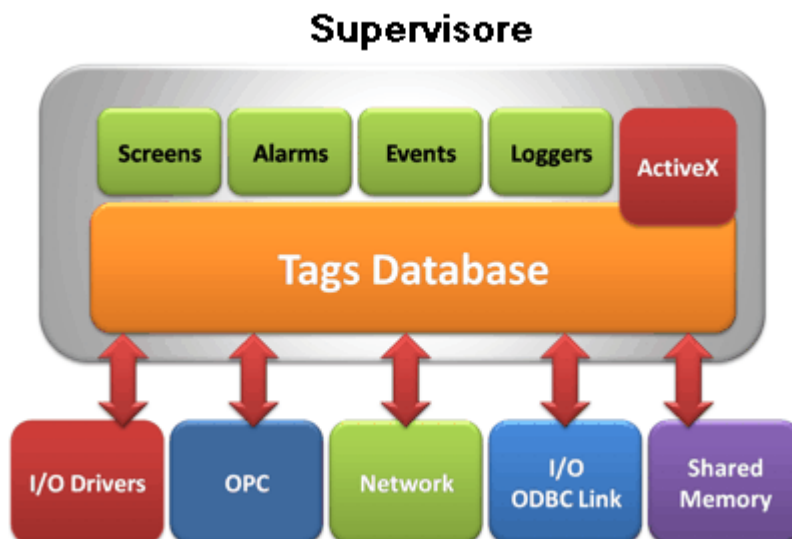 Supervisore
Screens
Alarms
Events
Loggers
ActiveX
Tags Database
I/O Drivers
OPC
Network
I/O
ODBC Link
Shared
Memory